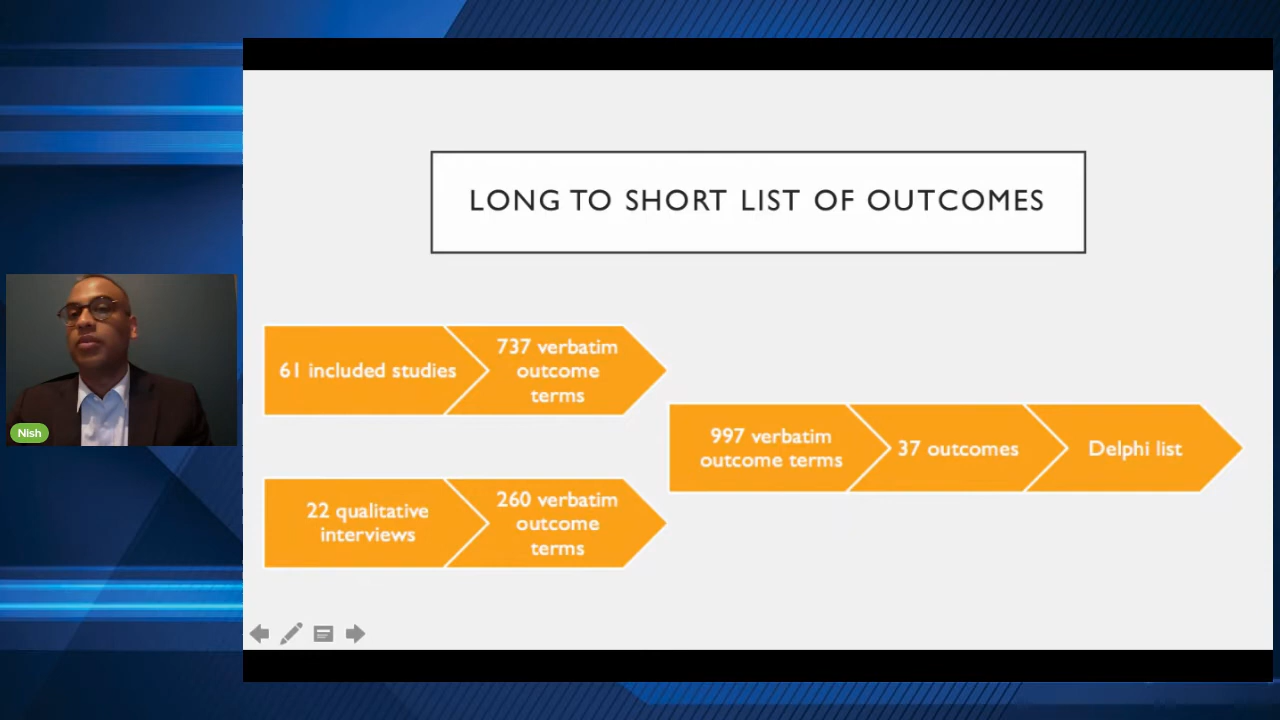 LONG TO SHORT LIST OF OUTCOMES
61 included studies
737 verbatim
outcome
terms
22 qualitative
interviews
260 verbatim
outcome
terms
997 verbatim
outcome terms
37 outcomes
Delphi list
Nish